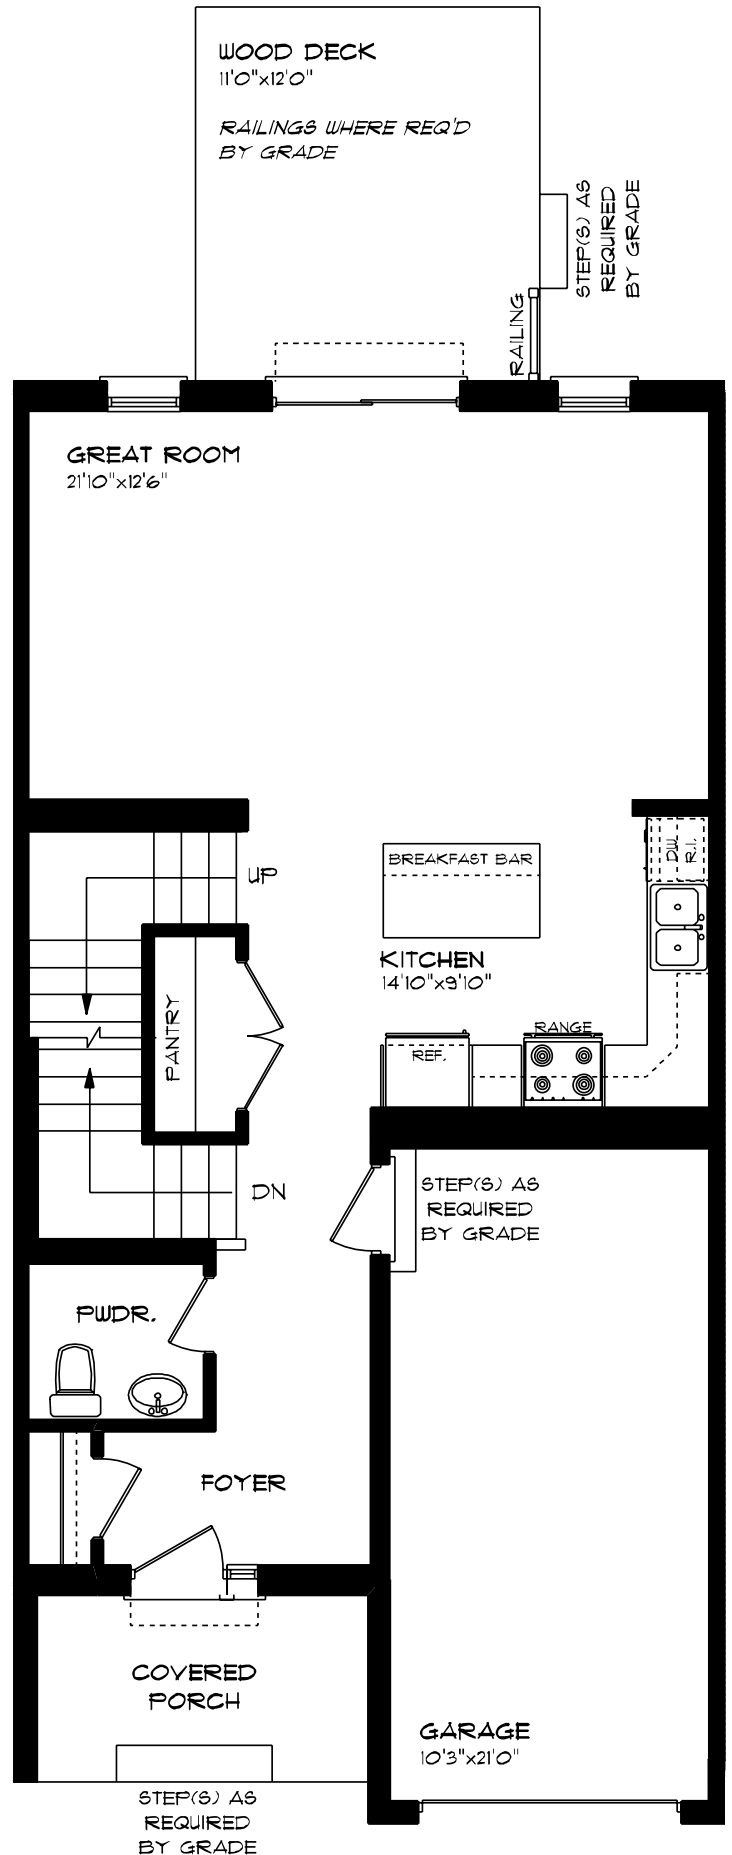 WOOD DECK
11'0"x12'0"
RAILINGS WHERE REQ'D
BY GRADE
STEP(S) AS
REQUIRED
BY GRADE
RAILING
GREAT ROOM
21'10"x12'6"
UP
BREAKFAST BAR
DW.
R.I.
KITCHEN
14'10"x9'10"
PANTRY
RANGE
REF.
DN
STEP(S) AS
REQUIRED
BY GRADE
PWDR.
FOYER
COVERED
PORCH
GARAGE
10'3"x21'0"
STEP(S) AS
REQUIRED
BY GRADE